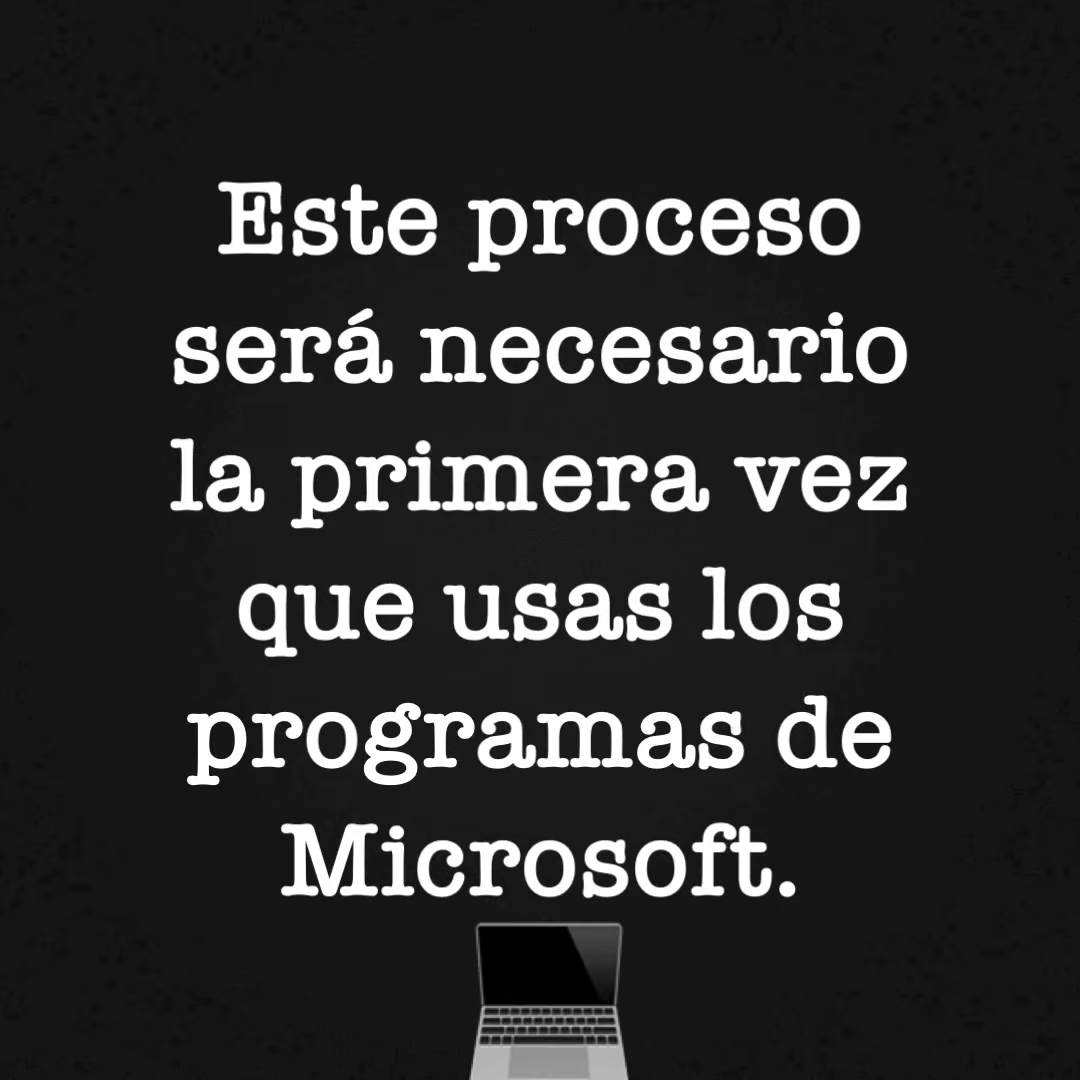 Este proceso
será necesario
la primera vez
que usas los
programas de
Microsoft.